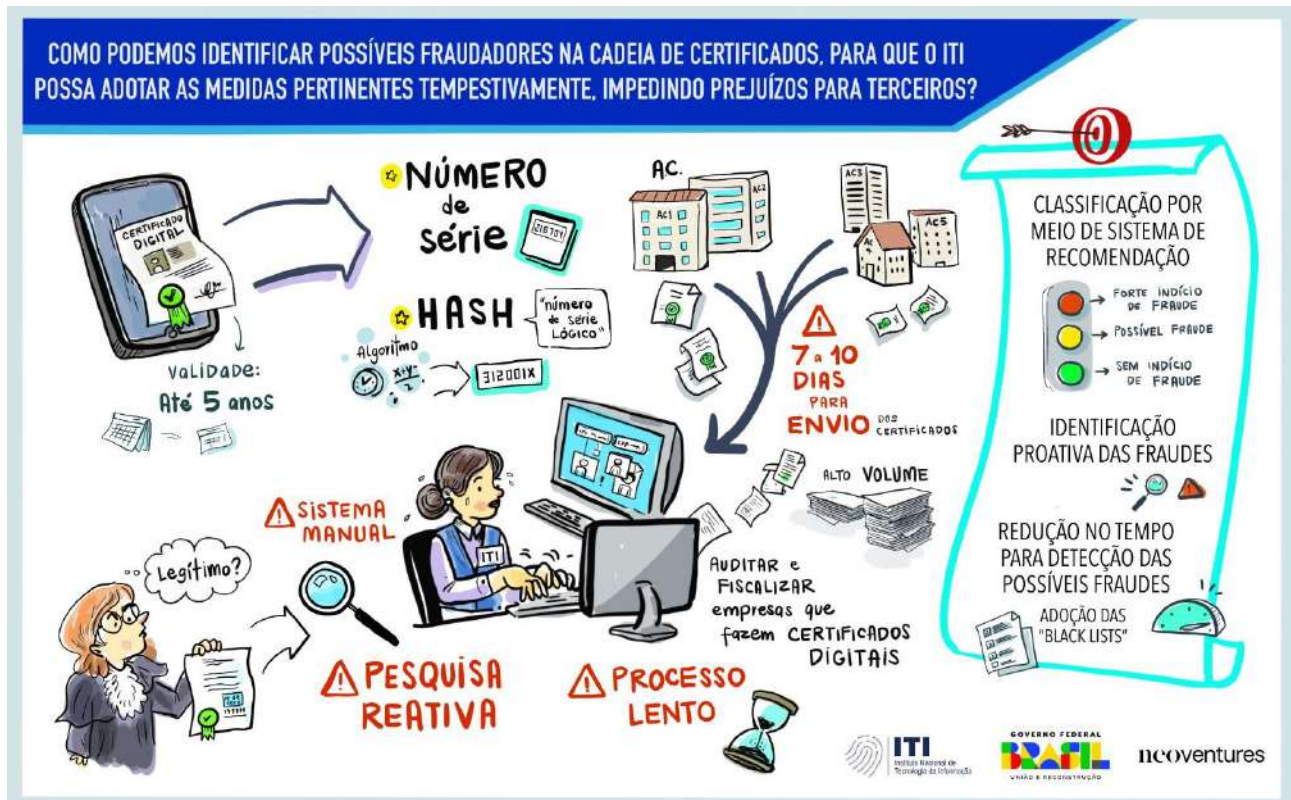 COMO PODEMOS IDENTIFICAR POSSÍVEIS FRAUDADORES NA CADEIA DE CERTIFICADOS, PARA QUE O ITI
POSSA ADOTAR AS MEDIDAS PERTINENTES TEMPESTIVAMENTE, IMPEDINDO PREJUÍZOS PARA TERCEIROS?
CERTIFICADO
DIGITAL
VALIDADE:
Até 5 anos
NÚMERO
de
série
HASH
"número
de série
LÓGICO"
Algoritmo
312001X
AC.
AC1
AC2
AC3
AC
AC5
7 a 10
DIAS
PARA
ENVIO DOS
CERTIFICADOS
ALTO VOLUME
SISTEMA
MANUAL
ITI
Legítimo?
PESQUISA
REATIVA
PROCESSO
LENTO
AUDITAR e
FISCALIZAR
empresas que
fazem CERTIFICADOS
DIGITAIS
CLASSIFICAÇÃO POR
MEIO DE SISTEMA DE
RECOMENDAÇÃO
FORTE INDÍCIO
DE FRAUDE
POSSÍVEL FRAUDE
SEM INDÍCIO
DE FRAUDE
IDENTIFICAÇÃO
PROATIVA DAS FRAUDES
REDUÇÃO NO TEMPO
PARA DETECÇÃO DAS
POSSÍVEIS FRAUDES
ADOÇÃO DAS
"BLACK LISTS"
ITI
Instituto Nacional de
Tecnologia da Informação
GOVERNO FEDERAL
BRASIL
UNIÃO E RECONSTRUÇÃO
neoventures